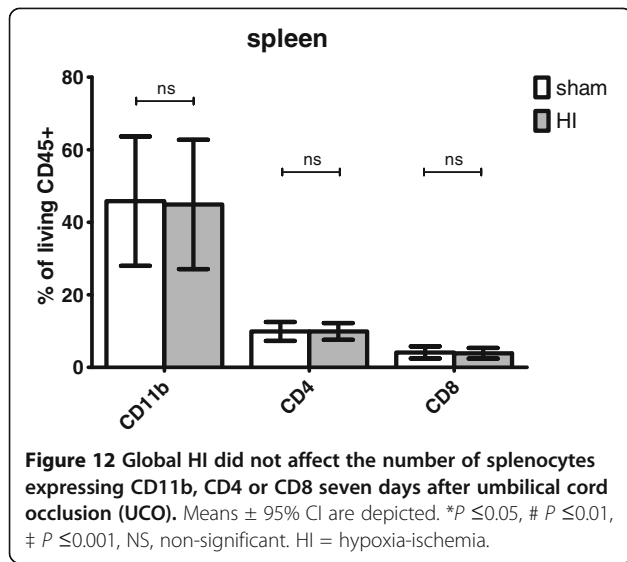 spleen
sham
HI
% of living CD45+
80
60
40
20
0
ns
ns
ns
CD11b
CD4
CD8
Figure 12 Global HI did not affect the number of splenocytes
expressing CD11b, CD4 or CD8 seven days after umbilical cord
occlusion (UCO). Means ± 95% CI are depicted. *P ≤0.05, # P ≤0.01,
‡ P ≤0.001, NS, non-significant. HI = hypoxia-ischemia.